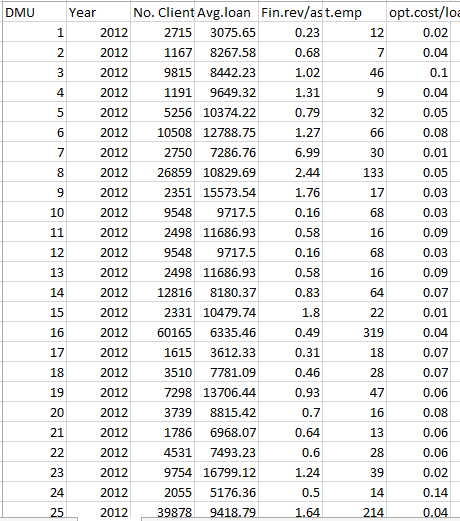 DMU Year No. Client Avg.loan Fin.rev/as t.emp opt.cost/loa
1 2012 2715 3075.65 0.23 12 0.02
2 2012 1167 8267.58 0.68 7 0.04
3 2012 9815 8442.23 1.02 46 0.1
4 2012 1191 9649.32 1.31 9 0.04
5 2012 5256 10374.22 0.79 32 0.05
6 2012 10508 12788.75 1.27 66 0.08
7 2012 2750 7286.76 6.99 30 0.01
8 2012 26859 10829.69 2.44 133 0.05
9 2012 2351 15573.54 1.76 17 0.03
10 2012 9548 9717.5 0.16 68 0.03
11 2012 2498 11686.93 0.58 16 0.09
12 2012 9548 9717.5 0.16 68 0.03
13 2012 2498 11686.93 0.58 16 0.09
14 2012 12816 8180.37 0.83 64 0.07
15 2012 2331 10479.74 1.8 22 0.01
16 2012 60165 6335.46 0.49 319 0.04
17 2012 1615 3612.33 0.31 18 0.07
18 2012 3510 7781.09 0.46 28 0.07
19 2012 7298 13706.44 0.93 47 0.06
20 2012 3739 8815.42 0.7 16 0.08
21 2012 1786 6968.07 0.64 13 0.06
22 2012 4531 7493.23 0.6 28 0.06
23 2012 9754 16799.12 1.24 39 0.02
24 2012 2055 5176.36 0.5 14 0.14
25 2012 39878 9418.79 1.64 214 0.04